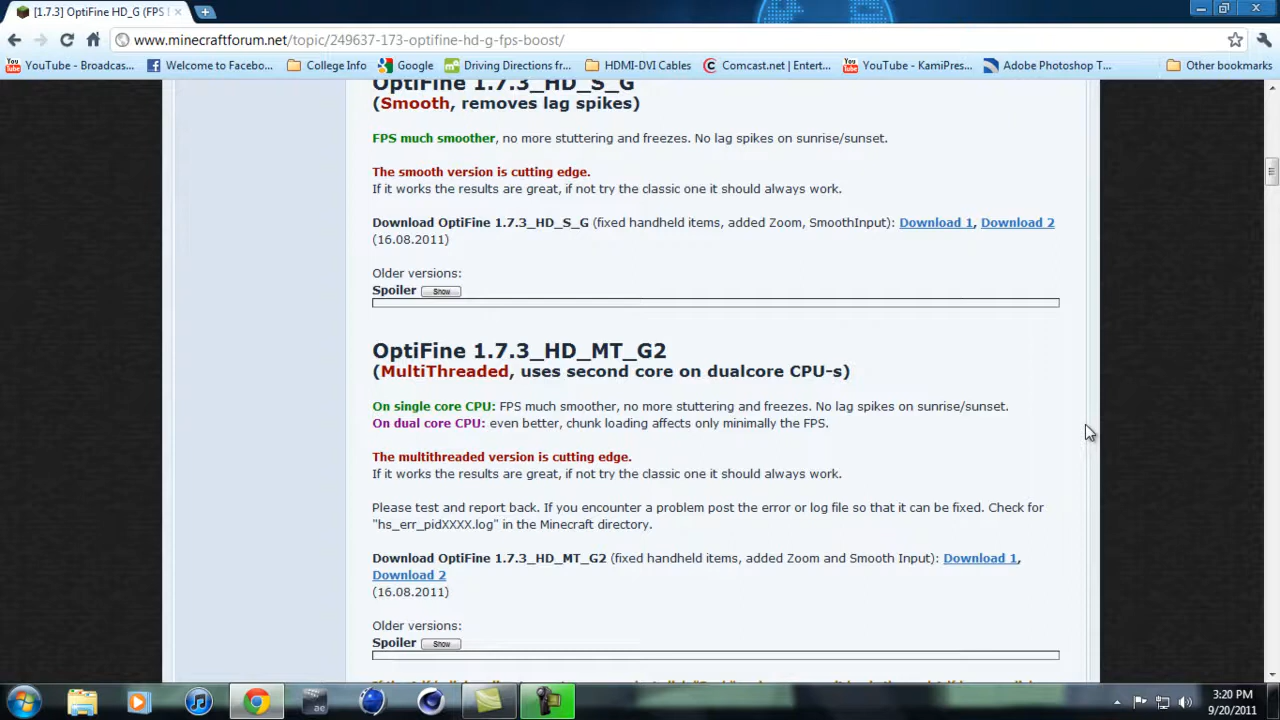 [1.7.3] OptiFine HD_G (FPS
www.minecraftforum.net/topic/249637-173-optifine-hd-g-fps-boost/
YouTube - Broadcas... Welcome to Facebo... College Info Google Driving Directions fr... HDMI-DVI Cables Comcast.net | Entert... YouTube - KamiPres... Adobe Photoshop T... Other bookmarks
OptiFine 1.7.3_HD_S_G
(Smooth, removes lag spikes)
FPS much smoother, no more stuttering and freezes. No lag spikes on sunrise/sunset.
The smooth version is cutting edge.
If it works the results are great, if not try the classic one it should always work.
Download OptiFine 1.7.3_HD_S_G (fixed handheld items, added Zoom, SmoothInput): Download 1, Download 2
(16.08.2011)
Older versions:
Spoiler Show
OptiFine 1.7.3_HD_MT_G2
(MultiThreaded, uses second core on dualcore CPU-s)
On single core CPU: FPS much smoother, no more stuttering and freezes. No lag spikes on sunrise/sunset.
On dual core CPU: even better, chunk loading affects only minimally the FPS.
The multithreaded version is cutting edge.
If it works the results are great, if not try the classic one it should always work.
Please test and report back. If you encounter a problem post the error or log file so that it can be fixed. Check for
"hs_err_pidXXXX.log" in the Minecraft directory.
Download OptiFine 1.7.3_HD_MT_G2 (fixed handheld items, added Zoom and Smooth Input): Download 1,
Download 2
(16.08.2011)
Older versions:
Spoiler Show
3:20 PM
9/20/2011